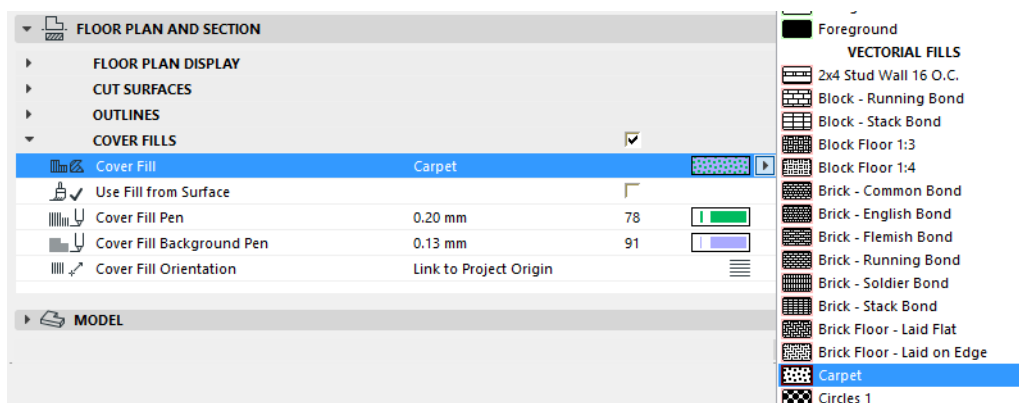 FLOOR PLAN AND SECTION
FLOOR PLAN DISPLAY
CUT SURFACES
OUTLINES
COVER FILLS
Cover Fill Carpet
Use Fill from Surface
Cover Fill Pen 0.20 mm 78
Cover Fill Background Pen 0.13 mm 91
Cover Fill Orientation Link to Project Origin
MODEL
Foreground
VECTORIAL FILLS
2x4 Stud Wall 16 O.C.
Block - Running Bond
Block - Stack Bond
Block Floor 1:3
Block Floor 1:4
Brick - Common Bond
Brick - English Bond
Brick - Flemish Bond
Brick - Running Bond
Brick - Soldier Bond
Brick - Stack Bond
Brick Floor - Laid Flat
Brick Floor - Laid on Edge
Carpet
Circles 1